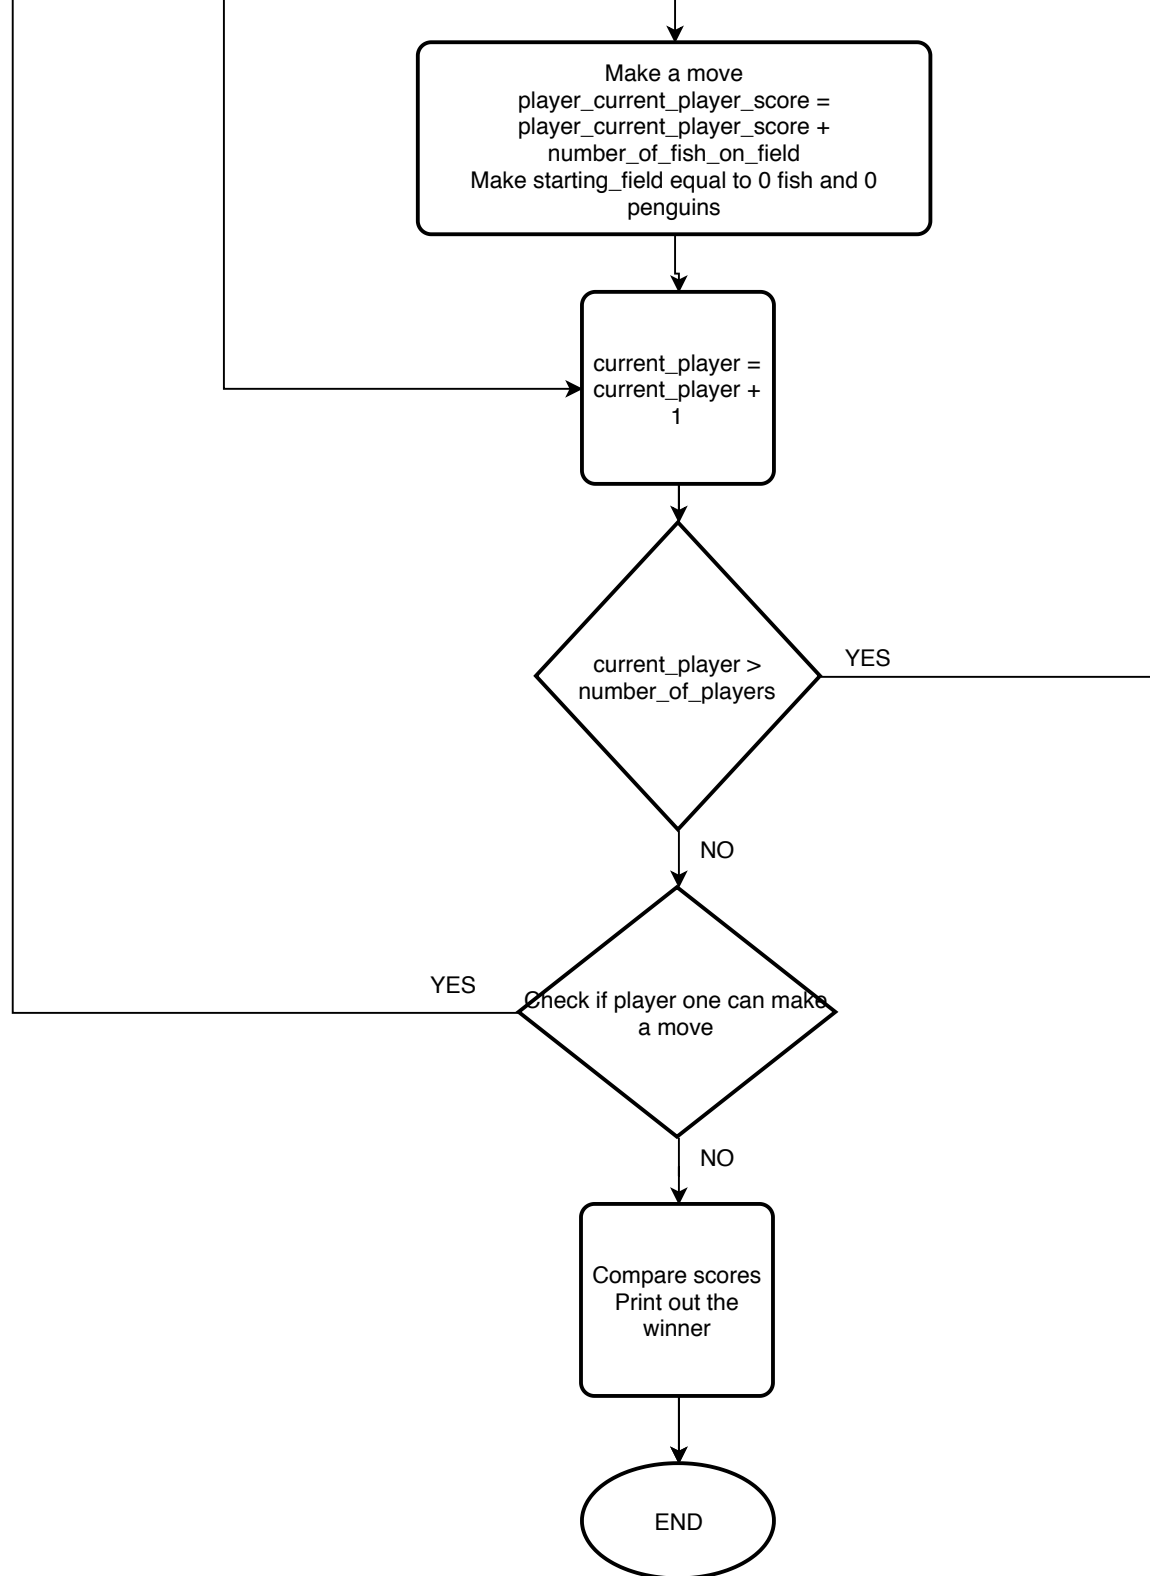 Make a move
player_current_player_score =
player_current_player_score +
number_of_fish_on_field
Make starting_field equal to 0 fish and 0
penguins
current_player =
current_player +
1
current_player >
number_of_players
YES
NO
YES
Check if player one can make
a move
NO
Compare scores
Print out the
winner
END